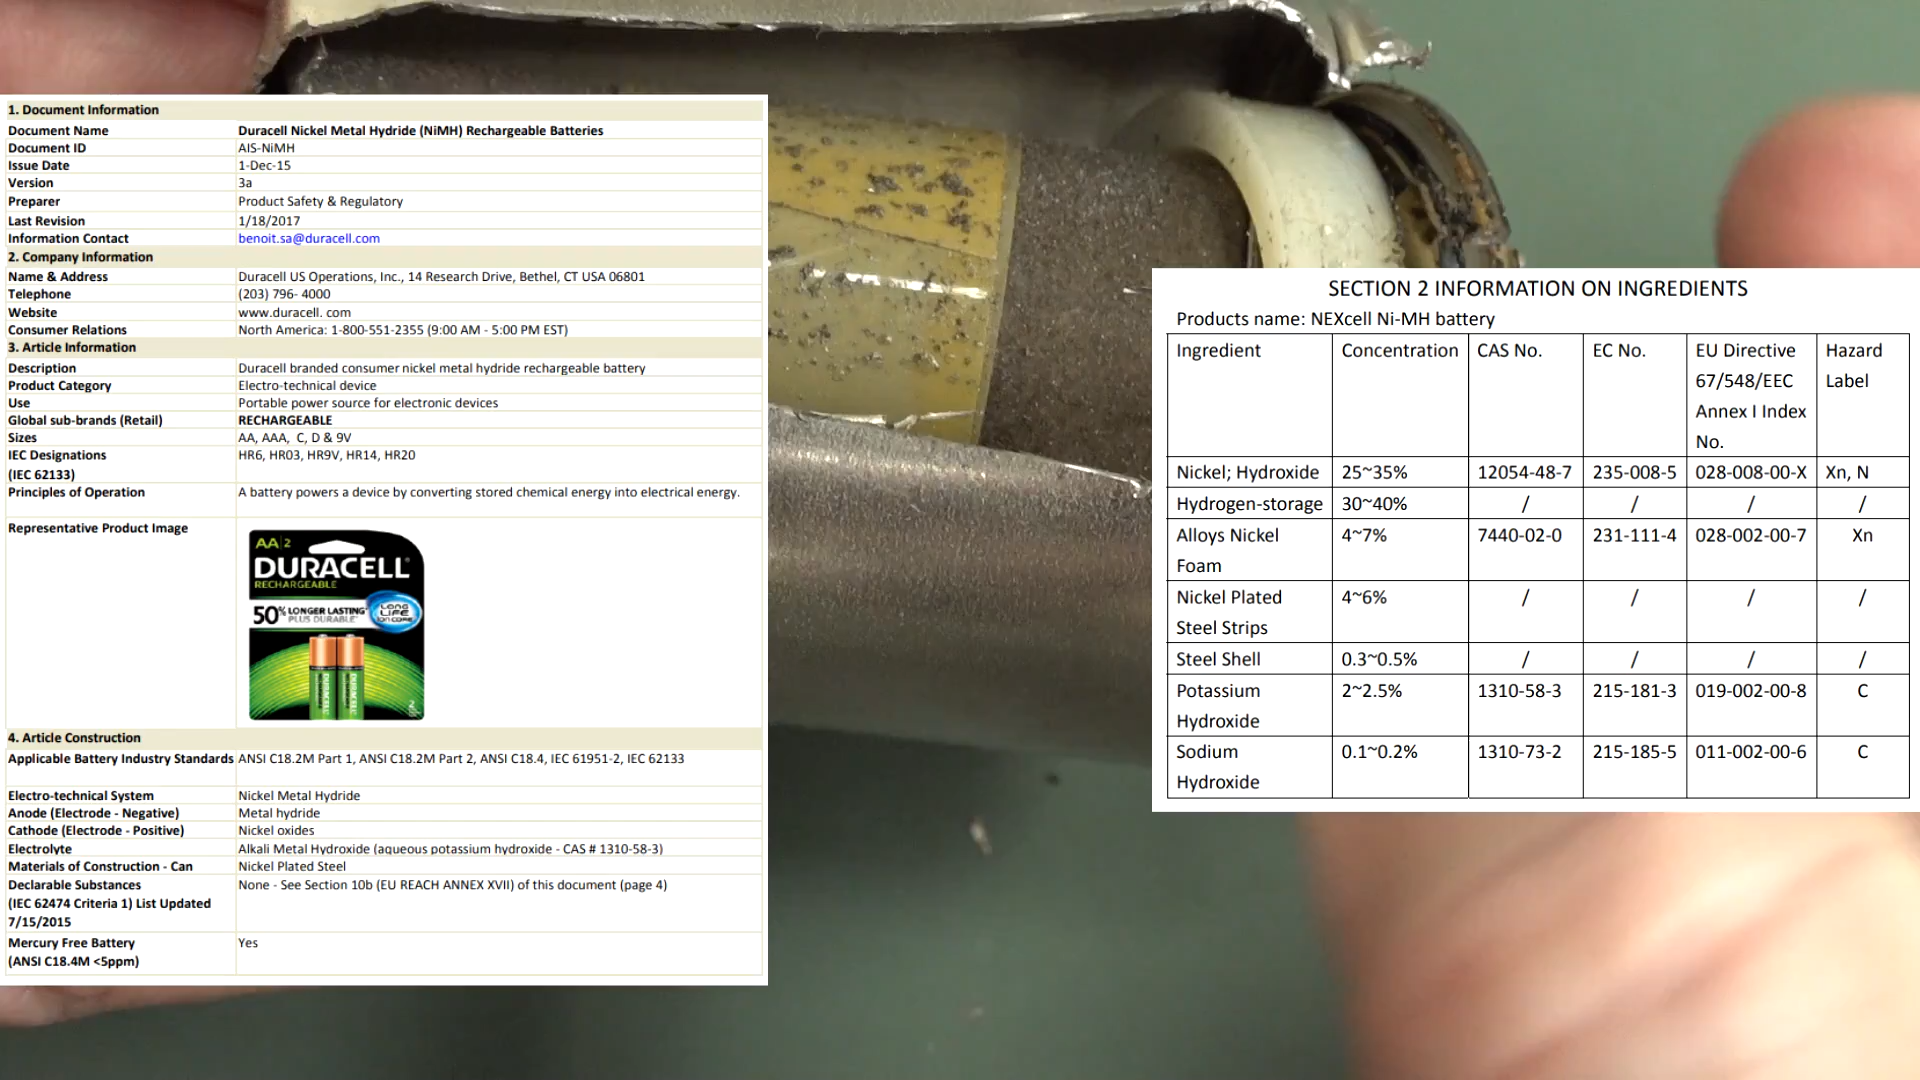 1. Document Information
Document Name Duracell Nickel Metal Hydride (NiMH) Rechargeable Batteries
Document ID AIS-NiMH
Issue Date 1-Dec-15
Version 3a
Preparer Product Safety & Regulatory
Last Revision 1/18/2017
Information Contact benoit.sa@duracell.com
2. Company Information
Name & Address Duracell US Operations, Inc., 14 Research Drive, Bethel, CT USA 06801
Telephone (203) 796- 4000
Website www.duracell. com
Consumer Relations North America: 1-800-551-2355 (9:00 AM - 5:00 PM EST)
3. Article Information
Description Duracell branded consumer nickel metal hydride rechargeable battery
Product Category Electro-technical device
Use Portable power source for electronic devices
Global sub-brands (Retail) RECHARGEABLE
Sizes AA, AAA, C, D & 9V
IEC Designations HR6, HR03, HR9V, HR14, HR20
(IEC 62133)
Principles of Operation A battery powers a device by converting stored chemical energy into electrical energy.
Representative Product Image
AA 2
DURACELL
RECHARGEABLE
50% LONGER LASTING
PLUS DURABLE
LONG
LIFE
ION CORE
DURACELL DURACELL
4. Article Construction
Applicable Battery Industry Standards ANSI C18.2M Part 1, ANSI C18.2M Part 2, ANSI C18.4, IEC 61951-2, IEC 62133
Electro-technical System Nickel Metal Hydride
Anode (Electrode - Negative) Metal hydride
Cathode (Electrode - Positive) Nickel oxides
Electrolyte Alkali Metal Hydroxide (aqueous potassium hydroxide - CAS # 1310-58-3)
Materials of Construction - Can Nickel Plated Steel
Declarable Substances None - See Section 10b (EU REACH ANNEX XVII) of this document (page 4)
(IEC 62474 Criteria 1) List Updated
7/15/2015
Mercury Free Battery Yes
(ANSI C18.4M <5ppm)
SECTION 2 INFORMATION ON INGREDIENTS
Products name: NEXcell Ni-MH battery
Ingredient Concentration CAS No. EC No. EU Directive Hazard
67/548/EEC Label
Annex I Index
No.
Nickel; Hydroxide 25~35% 12054-48-7 235-008-5 028-008-00-X Xn, N
Hydrogen-storage 30~40% / / / /
Alloys Nickel 4~7% 7440-02-0 231-111-4 028-002-00-7 Xn
Foam
Nickel Plated 4~6% / / / /
Steel Strips
Steel Shell 0.3~0.5% / / / /
Potassium 2~2.5% 1310-58-3 215-181-3 019-002-00-8 C
Hydroxide
Sodium 0.1~0.2% 1310-73-2 215-185-5 011-002-00-6 C
Hydroxide